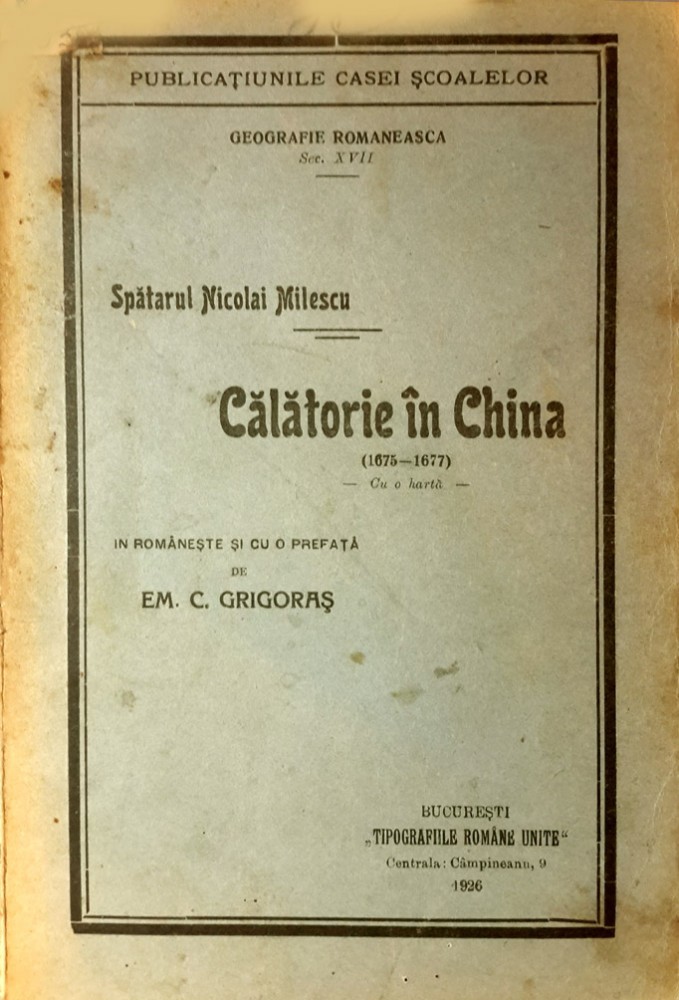 PUBLICAȚIUNILE CASEI ȘCOALELOR
GEOGRAFIE ROMANEASCA
Sec. XVII
Spătarul Nicolai Milescu
Călătorie în China
(1675—1677)
— Cu o hartă —
IN ROMÂNEȘTE ȘI CU O PREFAȚĂ
DE
EM. C. GRIGORAȘ
BUCUREȘTI
„TIPOGRAFIILE ROMÂNE UNITE“
Centrala: Câmpineanu, 9
1926